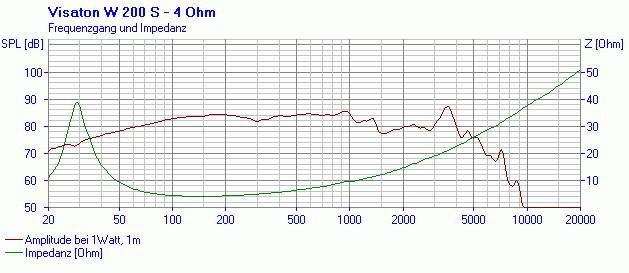 Visaton W 200 S - 4 Ohm
Frequenzgang und Impedanz
SPL [dB] Z [Ohm]
100 50
90 40
80 30
70 20
60 10
50
20 50 100 200 500 1000 2000 5000 10000 20000
Amplitude bei 1Watt, 1m
Impedanz [Ohm]